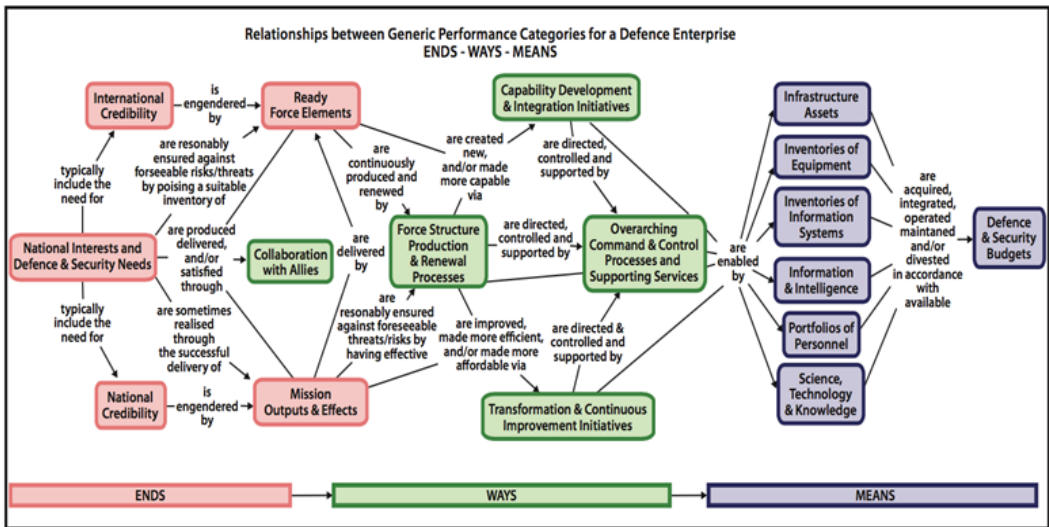 Relationships between Generic Performance Categories for a Defence Enterprise
ENDS - WAYS - MEANS
International
Credibility
is
engendered
by
Ready
Force Elements
Capability Development
& Integration Initiatives
Infrastructure
Assets
typically
include the
need for
are resonably
ensured against
forseeable risks/threats
by poising a suitable
inventory of
are
continuously
produced and
renewed
by
are created
new,
and/or made
more capable
via
are directed,
controlled and
supported by
Inventories of
Equipment
are
acquired,
integrated,
operated
maintaned
and/or
divested
in accordance
with
available
National Interests and
Defence & Security Needs
are produced
delivered,
and/or
satisfied
through
Collaboration
with Allies
are
delivered
by
Force Structure
Production
& Renewal
Processes
are directed,
controlled and
supported by
Overarching
Command & Control
Processes and
Supporting Services
are
enabled
by
Inventories of
Information
Systems
Defence
& Security
Budgets
Information
& Intelligence
typically
include the
need for
are sometimes
realised
through
the successful
delivery of
are
resonably ensured
against foreseeable
threats/risks by
having effective
are improved,
made more efficient,
and/or made more
affordable via
are directed &
controlled and
supported by
Portfolios of
Personnel
National
Credibility
is
engendered
by
Mission
Outputs & Effects
Transformation & Continuous
Improvement Initiatives
Science,
Technology
& Knowledge
ENDS
WAYS
MEANS